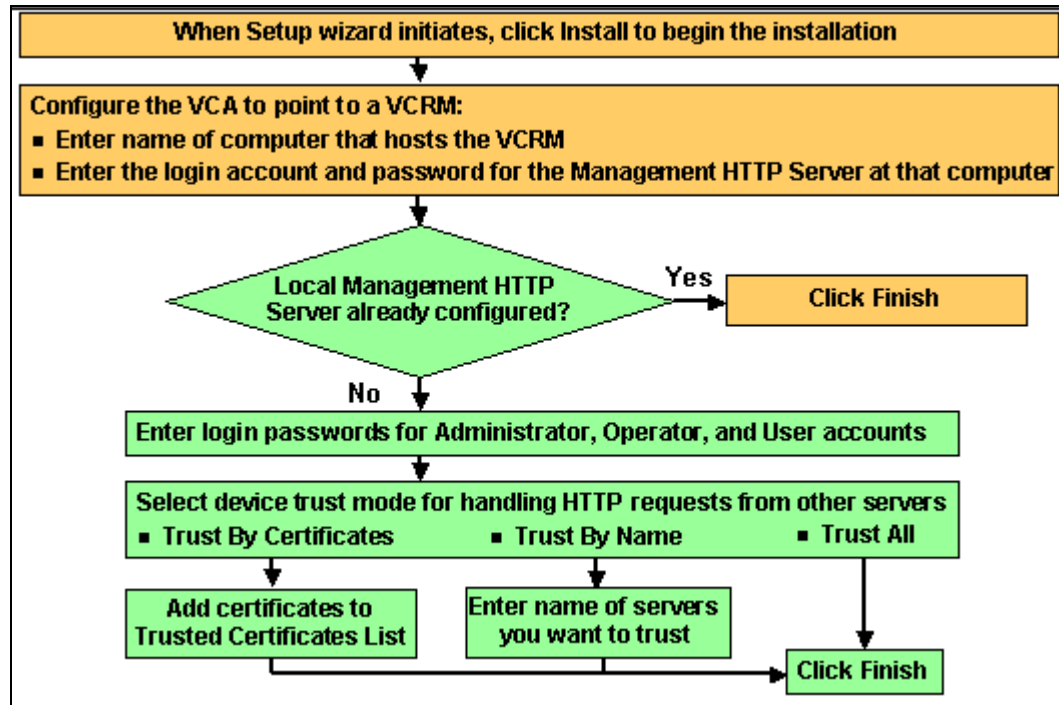 When Setup wizard initiates, click Install to begin the installation
Configure the VCA to point to a VCRM:
▪ Enter name of computer that hosts the VCRM
▪ Enter the login account and password for the Management HTTP Server at that computer
Local Management HTTP
Server already configured?
Yes
Click Finish
No
Enter login passwords for Administrator, Operator, and User accounts
Select device trust mode for handling HTTP requests from other servers
▪ Trust By Certificates ▪ Trust By Name ▪ Trust All
Add certificates to
Trusted Certificates List
Enter name of servers
you want to trust
Click Finish